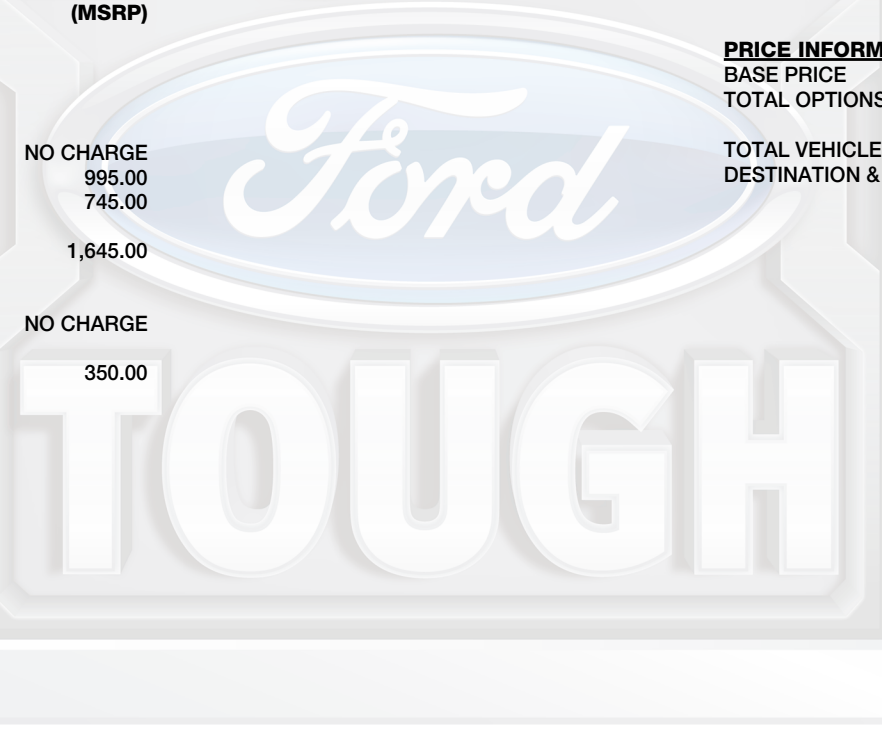 (MSRP)
NO CHARGE
995.00
745.00
1,645.00
NO CHARGE
350.00
PRICE INFORM
BASE PRICE
TOTAL OPTIONS
TOTAL VEHICLE
DESTINATION &
Ford
TOUGH